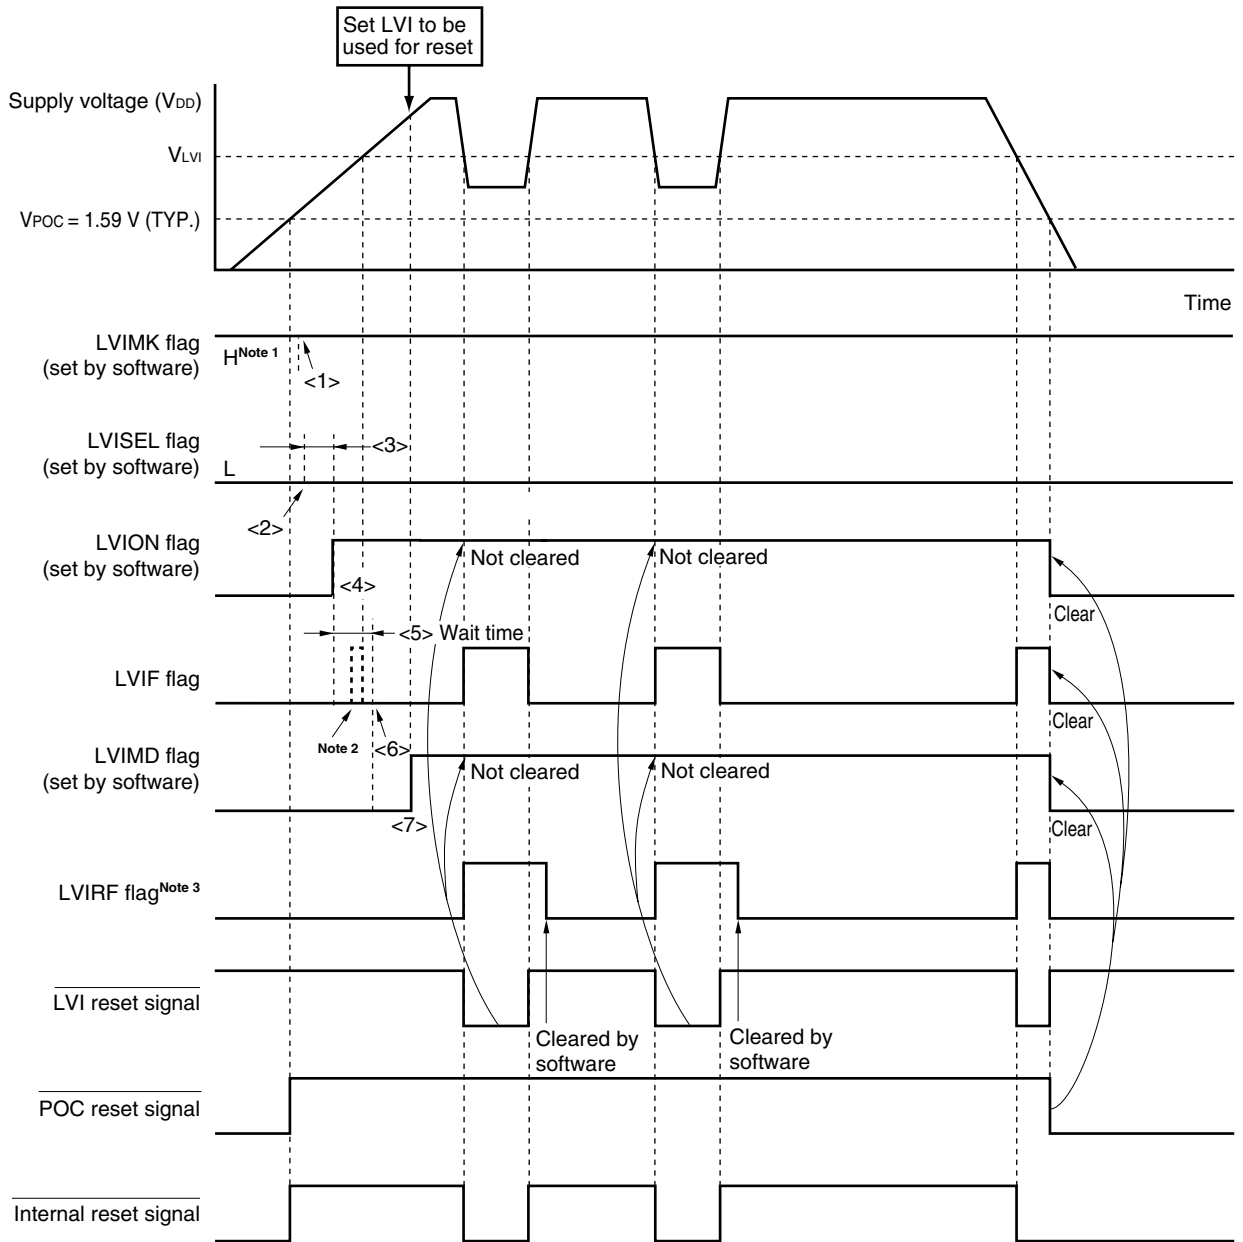 Set LVI to be
used for reset
Supply voltage (VDD)
VLVI
VPOC = 1.59 V (TYP.)
Time
LVIMK flag
(set by software)
H Note 1
<1>
LVISEL flag
(set by software)
L
<3>
<2>
LVION flag
(set by software)
Not cleared
Not cleared
<4>
Clear
<5> Wait time
LVIF flag
Clear
Note 2
<6>
LVIMD flag
(set by software)
Not cleared
Not cleared
<7>
Clear
LVIRF flag Note 3
LVI reset signal
Cleared by
software
Cleared by
software
POC reset signal
Internal reset signal